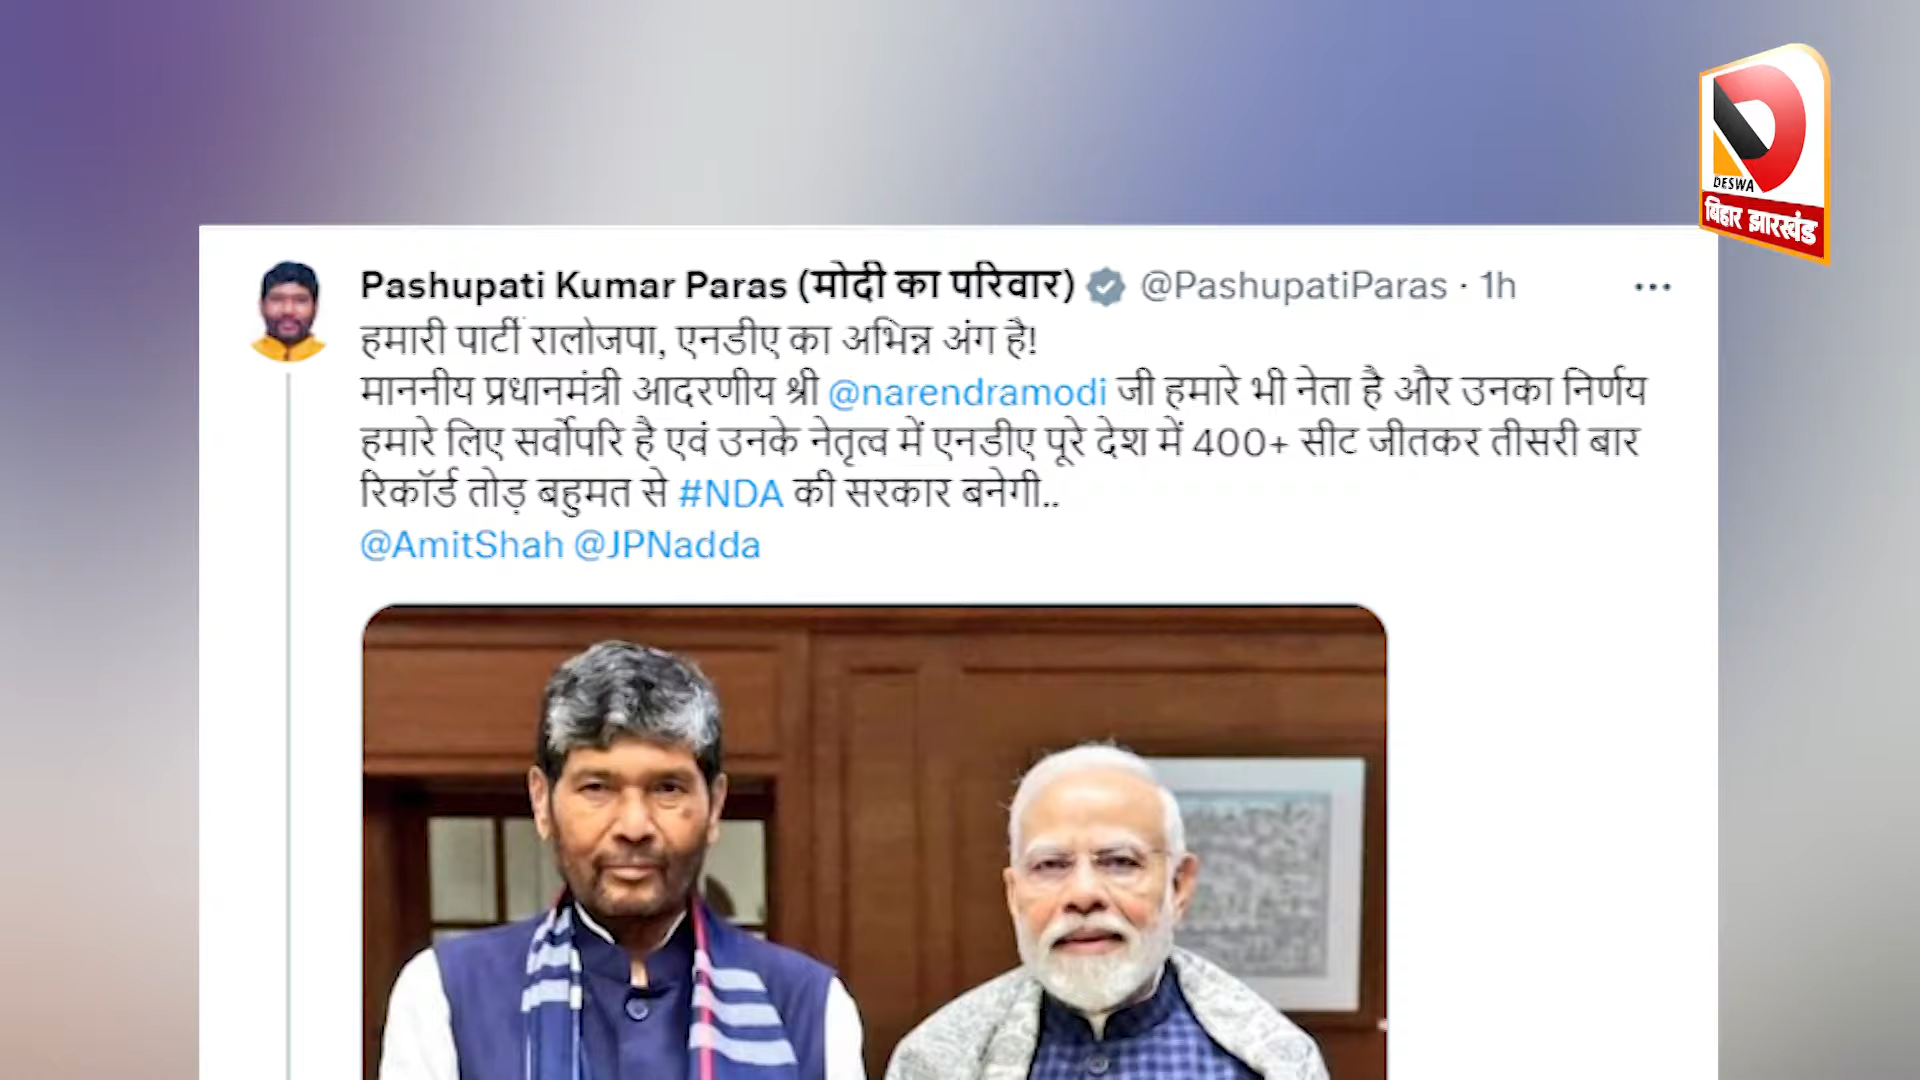 DESWA
बिहार झारखंड
Pashupati Kumar Paras (मोदी का परिवार) @PashupatiParas · 1h
हमारी पार्टी रालोजपा, एनडीए का अभिन्न अंग है!
माननीय प्रधानमंत्री आदरणीय श्री @narendramodi जी हमारे भी नेता है और उनका निर्णय
हमारे लिए सर्वोपरि है एवं उनके नेतृत्व में एनडीए पूरे देश में 400+ सीट जीतकर तीसरी बार
रिकॉर्ड तोड़ बहुमत से #NDA की सरकार बनेगी..
@AmitShah @JPNadda